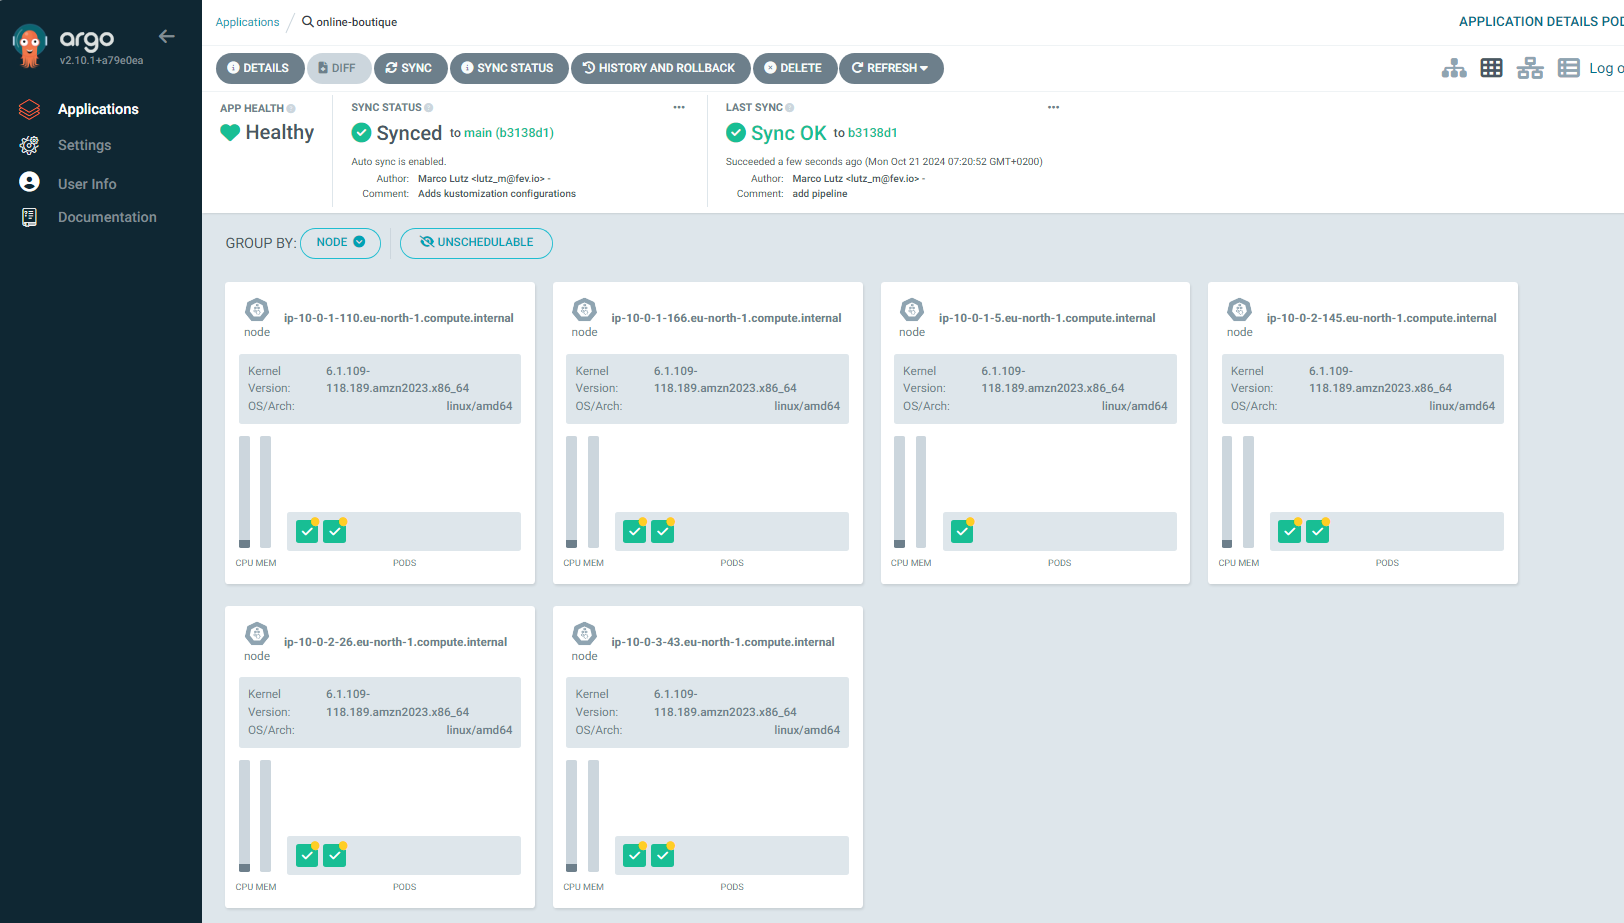 argo
v2.10.1+a79e0ea
Applications
Settings
User Info
Documentation
Applications / online-boutique
APPLICATION DETAILS POD
DETAILS DIFF SYNC SYNC STATUS HISTORY AND ROLLBACK DELETE REFRESH
Log o
APP HEALTH
Healthy
SYNC STATUS
Synced to main (b3138d1)
Auto sync is enabled.
Author: Marco Lutz <lutz_m@fev.io> -
Comment: Adds kustomization configurations
LAST SYNC
Sync OK to b3138d1
Succeeded a few seconds ago (Mon Oct 21 2024 07:20:52 GMT+0200)
Author: Marco Lutz <lutz_m@fev.io> -
Comment: add pipeline
GROUP BY: NODE UNSCHEDULABLE
node
ip-10-0-1-110.eu-north-1.compute.internal
Kernel 6.1.109-
Version: 118.189.amzn2023.x86_64
OS/Arch: linux/amd64
CPU MEM PODS
node
ip-10-0-1-166.eu-north-1.compute.internal
Kernel 6.1.109-
Version: 118.189.amzn2023.x86_64
OS/Arch: linux/amd64
CPU MEM PODS
node
ip-10-0-1-5.eu-north-1.compute.internal
Kernel 6.1.109-
Version: 118.189.amzn2023.x86_64
OS/Arch: linux/amd64
CPU MEM PODS
node
ip-10-0-2-145.eu-north-1.compute.internal
Kernel 6.1.109-
Version: 118.189.amzn2023.x86_64
OS/Arch: linux/amd64
CPU MEM PODS
node
ip-10-0-2-26.eu-north-1.compute.internal
Kernel 6.1.109-
Version: 118.189.amzn2023.x86_64
OS/Arch: linux/amd64
CPU MEM PODS
node
ip-10-0-3-43.eu-north-1.compute.internal
Kernel 6.1.109-
Version: 118.189.amzn2023.x86_64
OS/Arch: linux/amd64
CPU MEM PODS